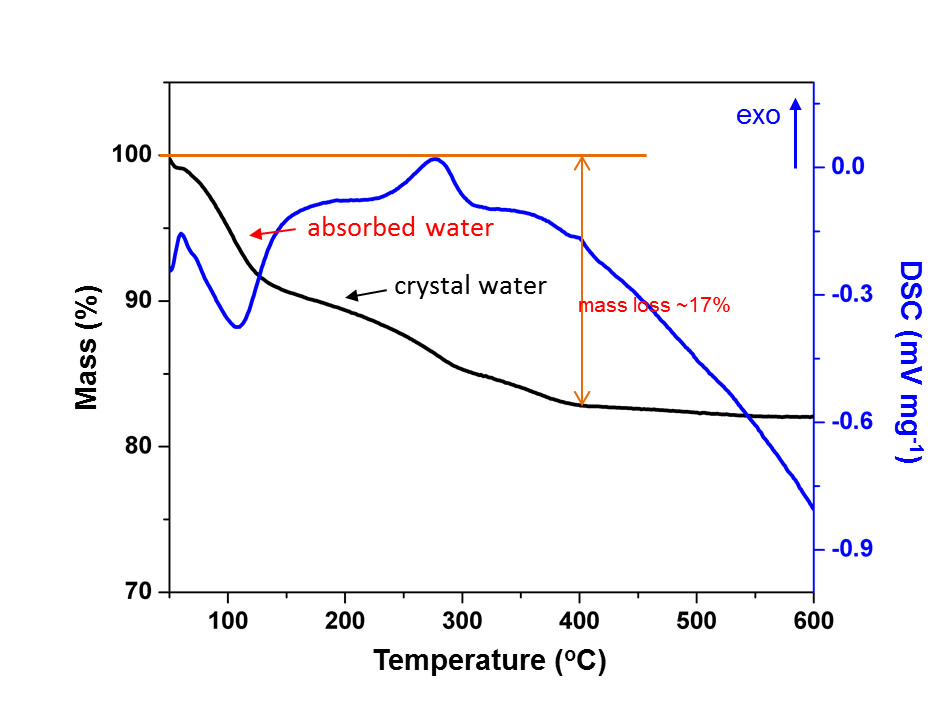 exo
100
90
80
70
Mass (%)
absorbed water
crystal water
mass loss ~17%
0.0
-0.3
-0.6
-0.9
DSC (mV mg-1)
100 200 300 400 500 600
Temperature (oC)